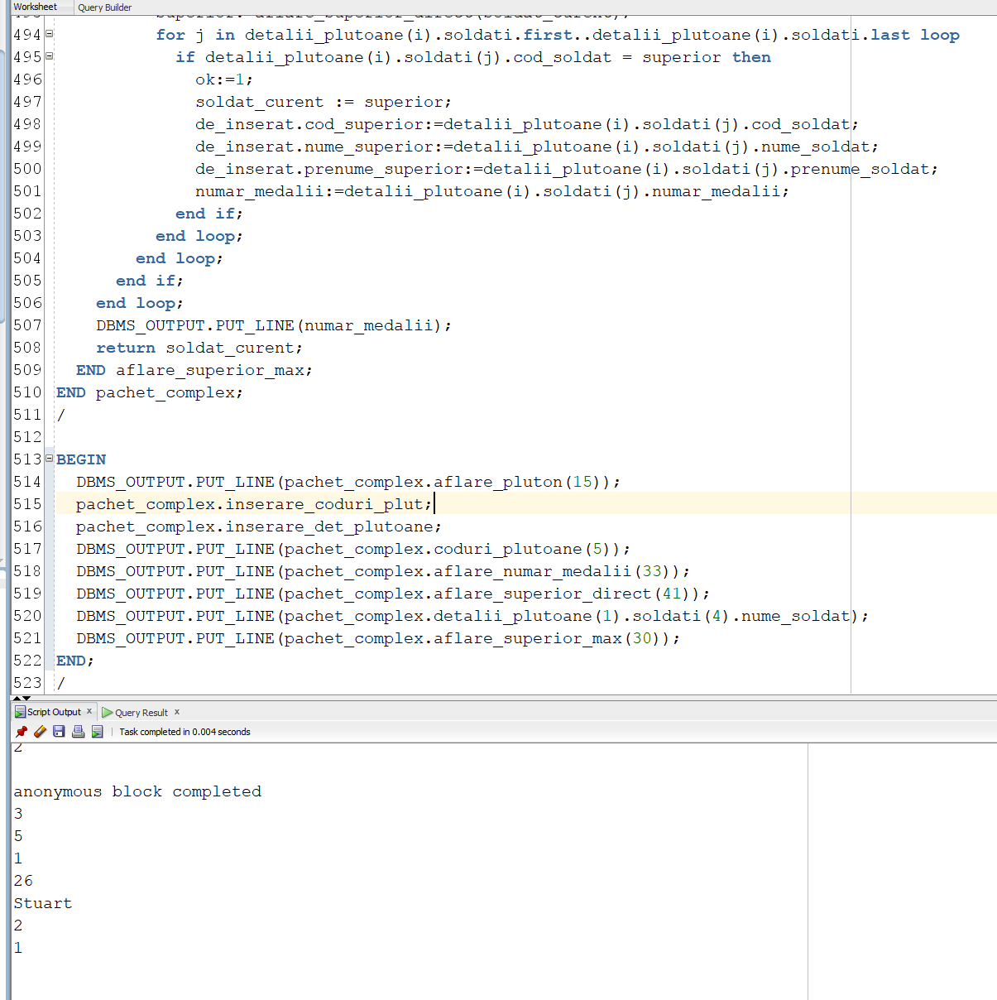 Worksheet Query Builder
494 for j in detalii_plutoane(i).soldati.first..detalii_plutoane(i).soldati.last loop
495 if detalii_plutoane(i).soldati(j).cod_soldat = superior then
496 ok:=1;
497 soldat_curent := superior;
498 de_inserat.cod_superior:=detalii_plutoane(i).soldati(j).cod_soldat;
499 de_inserat.nume_superior:=detalii_plutoane(i).soldati(j).nume_soldat;
500 de_inserat.prenume_superior:=detalii_plutoane(i).soldati(j).prenume_soldat;
501 numar_medalii:=detalii_plutoane(i).soldati(j).numar_medalii;
502 end if;
503 end loop;
504 end loop;
505 end if;
506 end loop;
507 DBMS_OUTPUT.PUT_LINE(numar_medalii);
508 return soldat_curent;
509 END aflare_superior_max;
510 END pachet_complex;
511 /
512
513 BEGIN
514 DBMS_OUTPUT.PUT_LINE(pachet_complex.aflare_pluton(15));
515 pachet_complex.inserare_coduri_plut;
516 pachet_complex.inserare_det_plutoane;
517 DBMS_OUTPUT.PUT_LINE(pachet_complex.coduri_plutoane(5));
518 DBMS_OUTPUT.PUT_LINE(pachet_complex.aflare_numar_medalii(33));
519 DBMS_OUTPUT.PUT_LINE(pachet_complex.aflare_superior_direct(41));
520 DBMS_OUTPUT.PUT_LINE(pachet_complex.detalii_plutoane(1).soldati(4).nume_soldat);
521 DBMS_OUTPUT.PUT_LINE(pachet_complex.aflare_superior_max(30));
522 END;
523 /
Script Output x Query Result x
Task completed in 0.004 seconds
2
anonymous block completed
3
5
1
26
Stuart
2
1